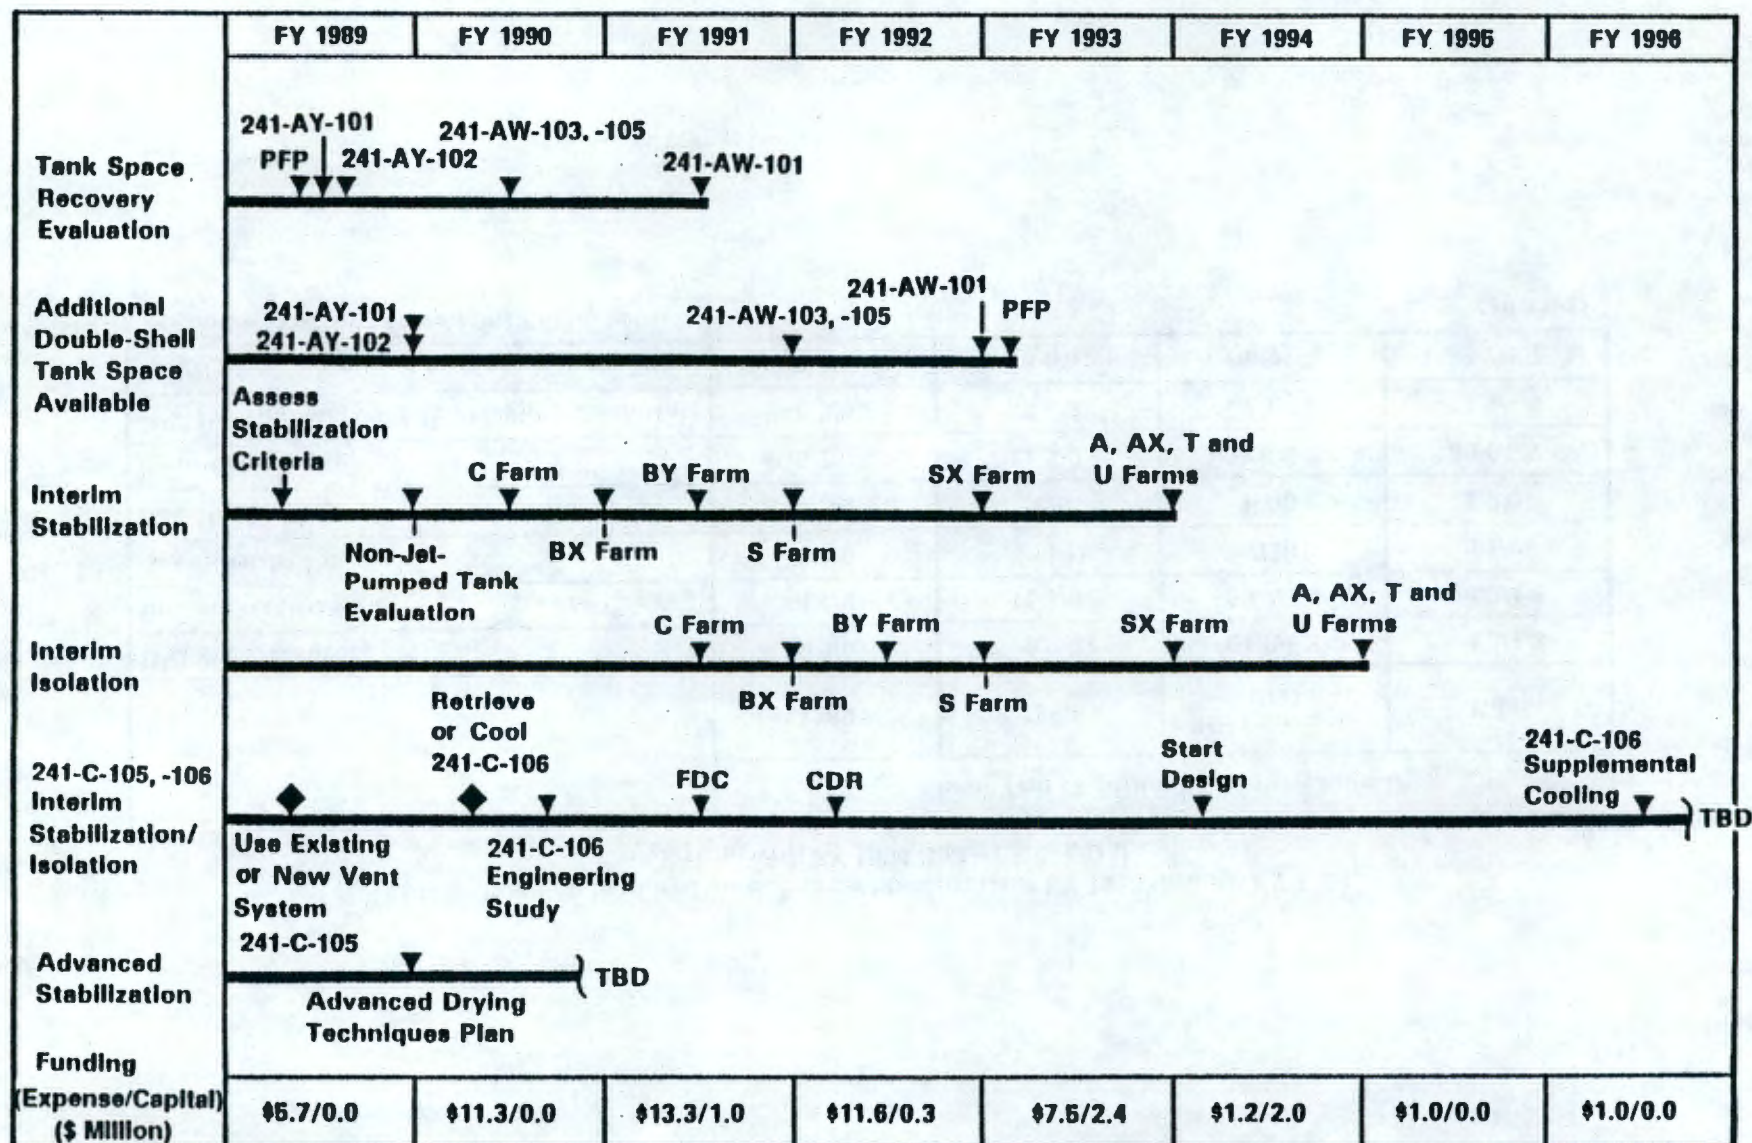 FY 1989 FY 1990 FY 1991 FY 1992 FY 1993 FY 1994 FY 1995 FY 1996
Tank Space
Recovery
Evaluation
241-AY-101
PFP
241-AY-102
241-AW-103, -105
241-AW-101
Additional
Double-Shell
Tank Space
Available
241-AY-101
241-AY-102
241-AW-103, -105
241-AW-101
PFP
Interim
Stabilization
Assess
Stabilization
Criteria
Non-Jet-
Pumped Tank
Evaluation
C Farm
BX Farm
BY Farm
S Farm
SX Farm
A, AX, T and
U Farms
Interim
Isolation
C Farm
BX Farm
BY Farm
S Farm
SX Farm
A, AX, T and
U Farms
241-C-105, -106
Interim
Stabilization/
Isolation
Use Existing
or New Vent
System
241-C-105
Retrieve
or Cool
241-C-106
241-C-106
Engineering
Study
FDC
CDR
Start
Design
241-C-106
Supplemental
Cooling
TBD
Advanced
Stabilization
Advanced Drying
Techniques Plan
TBD
Funding
(Expense/Capital)
($ Million)
$5.7/0.0 $11.3/0.0 $13.3/1.0 $11.6/0.3 $7.5/2.4 $1.2/2.0 $1.0/0.0 $1.0/0.0